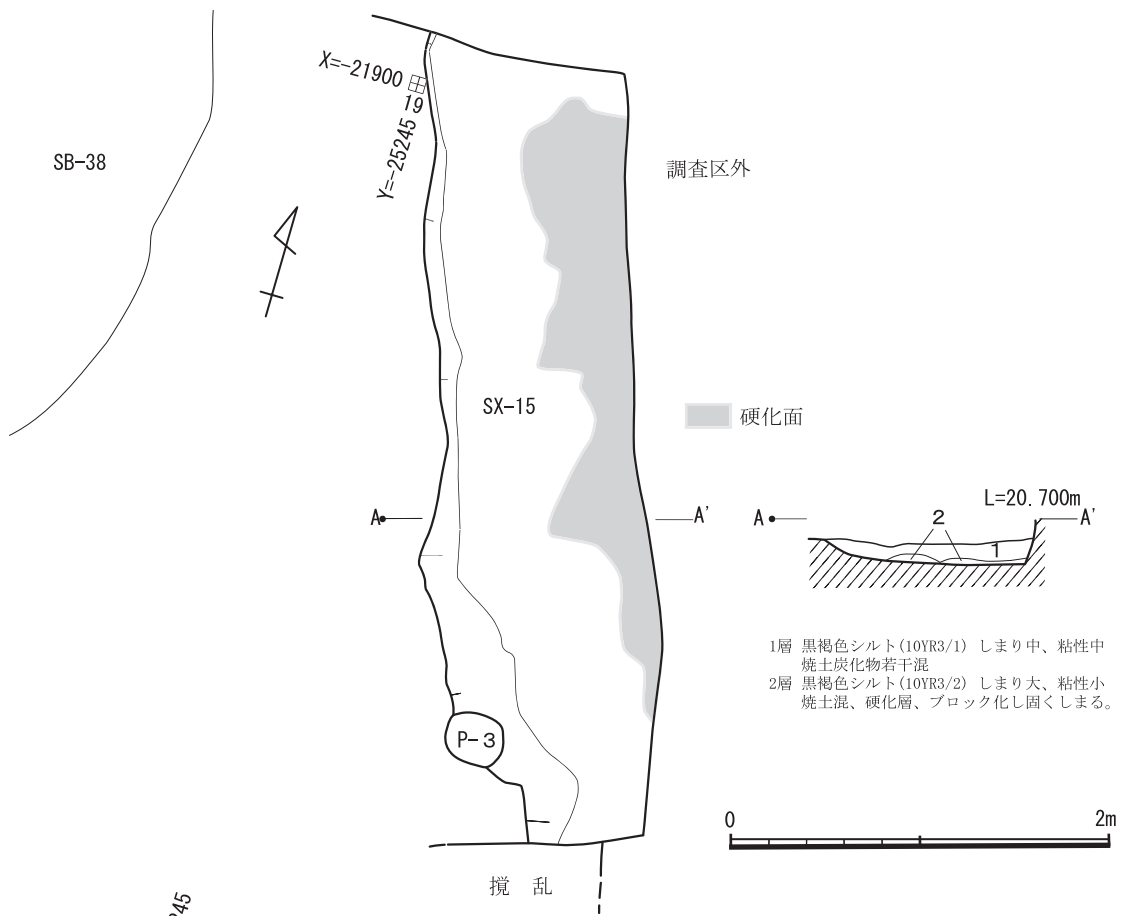 X=-21900
19
Y=-25245
SB-38
調査区外
SX-15
硬化面
A
A'
L=20.700m
A
A'
2
1
1層 黒褐色シルト(10YR3/1) しまり中、粘性中
焼土炭化物若干混
2層 黒褐色シルト(10YR3/2) しまり大、粘性小
焼土混、硬化層、ブロック化し固くしまる。
P-3
0
2m
撹 乱
245